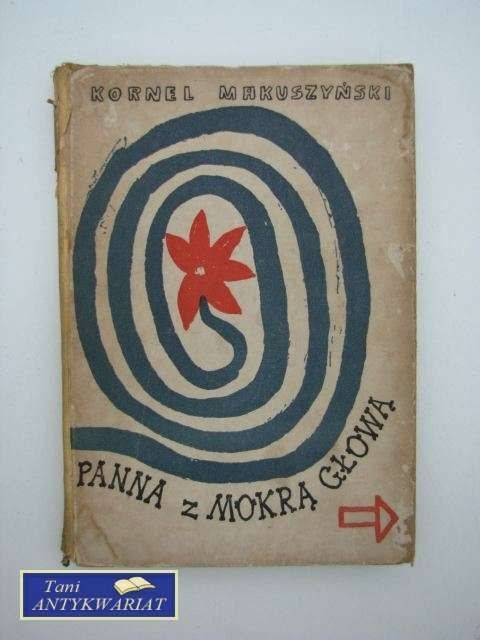 KORNEL MAKUSZYŃSKI
PANNA z MOKRĄ GŁOWĄ
Tani
ANTYKWARIAT